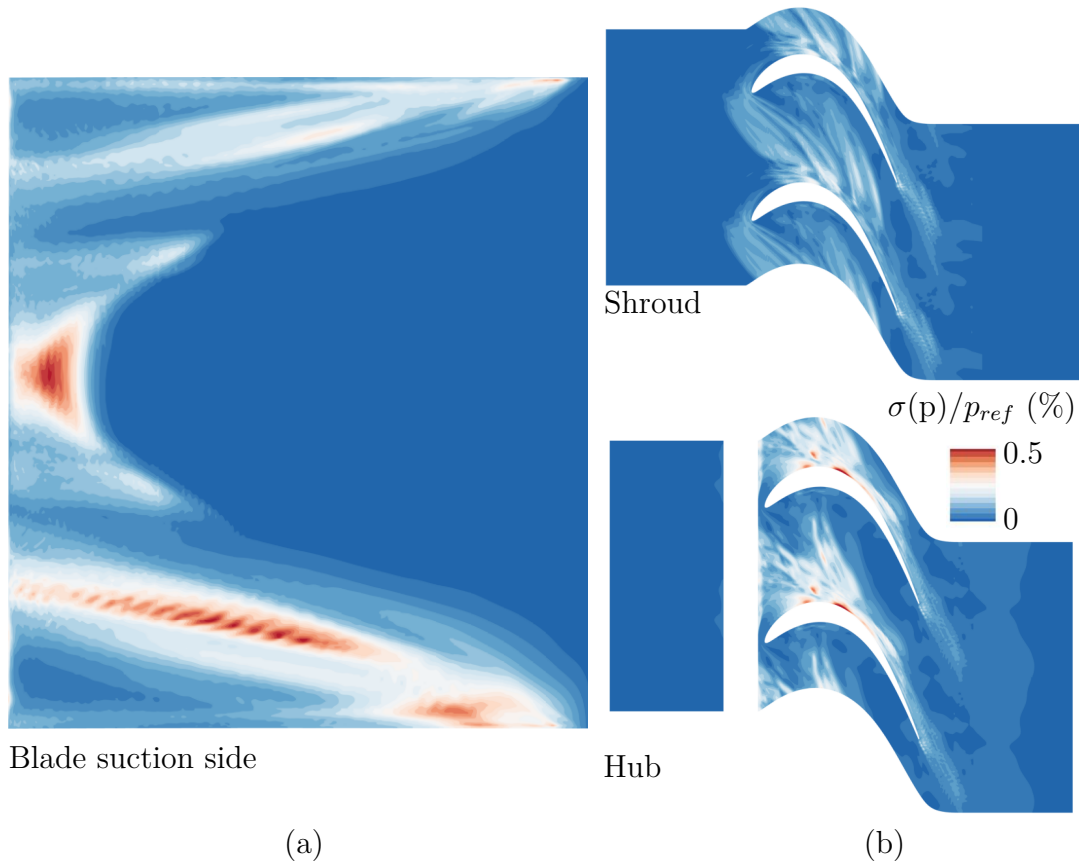 Shroud
σ(p)/p_ref (%)
0.5
0
Blade suction side
Hub
(a)
(b)